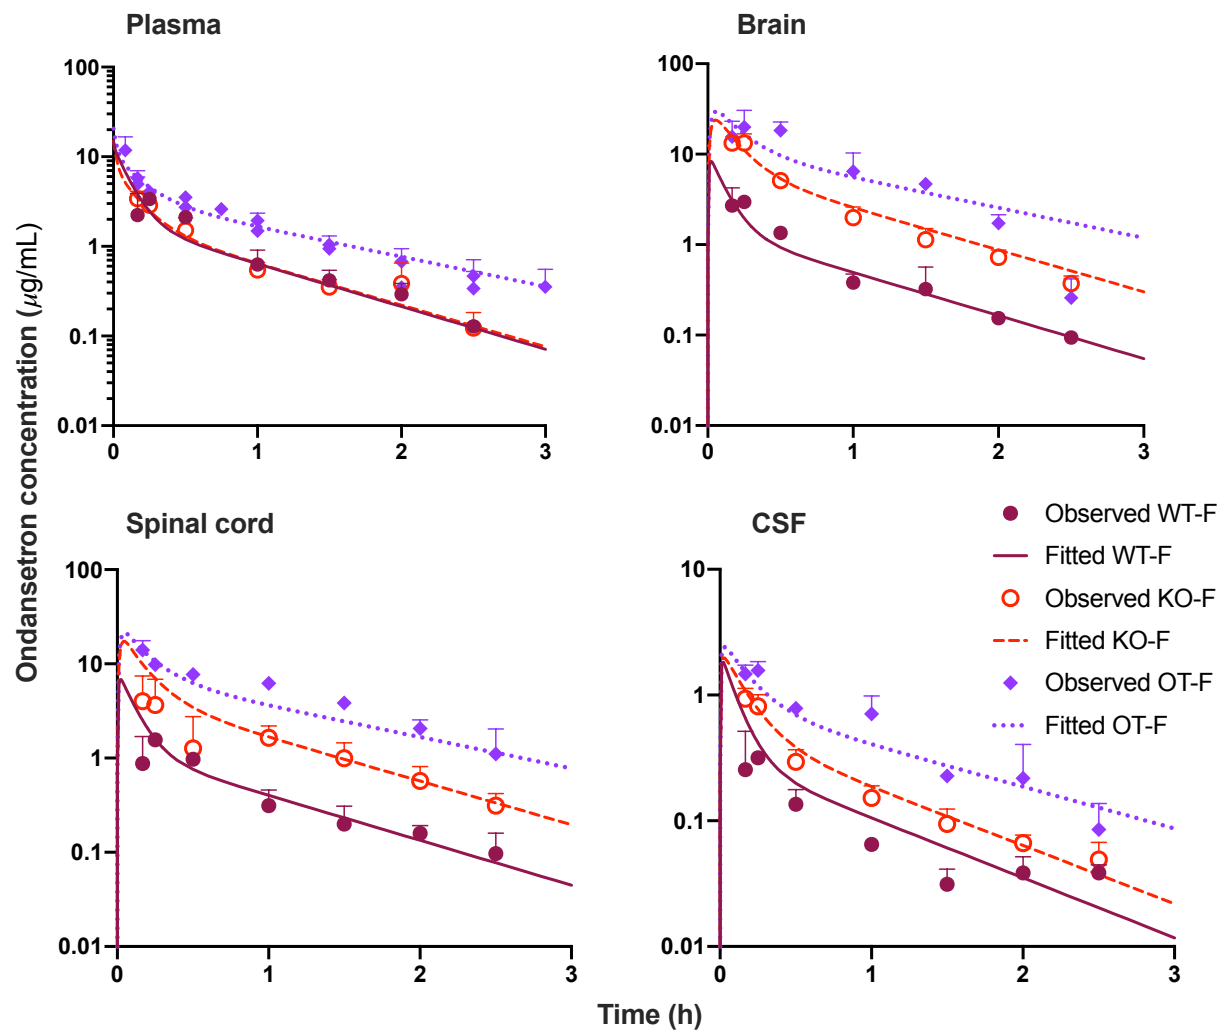 Plasma
Brain
100
10
1
0.1
0.01
0
1
2
3
100
10
1
0.1
0.01
0
1
2
3
Ondansetron concentration (µg/mL)
Spinal cord
CSF
100
10
1
0.1
0.01
0
1
2
3
10
1
0.1
0.01
0
1
2
3
Observed WT-F
Fitted WT-F
Observed KO-F
Fitted KO-F
Observed OT-F
Fitted OT-F
Time (h)